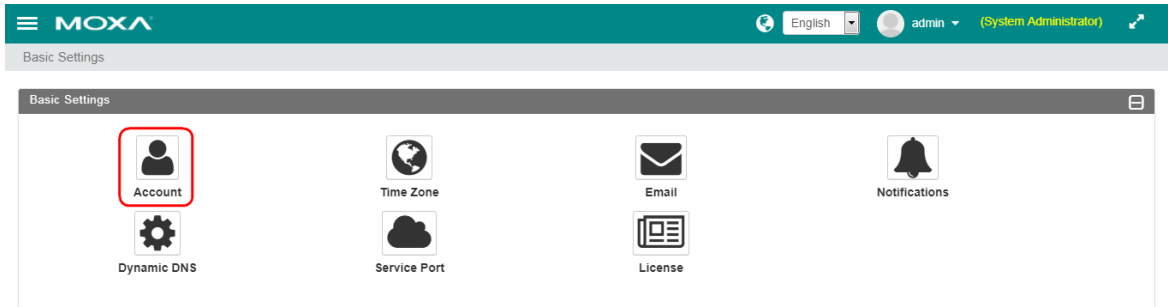 MOXA English admin (System Administrator)
Basic Settings
Basic Settings
Account Time Zone Email Notifications
Dynamic DNS Service Port License